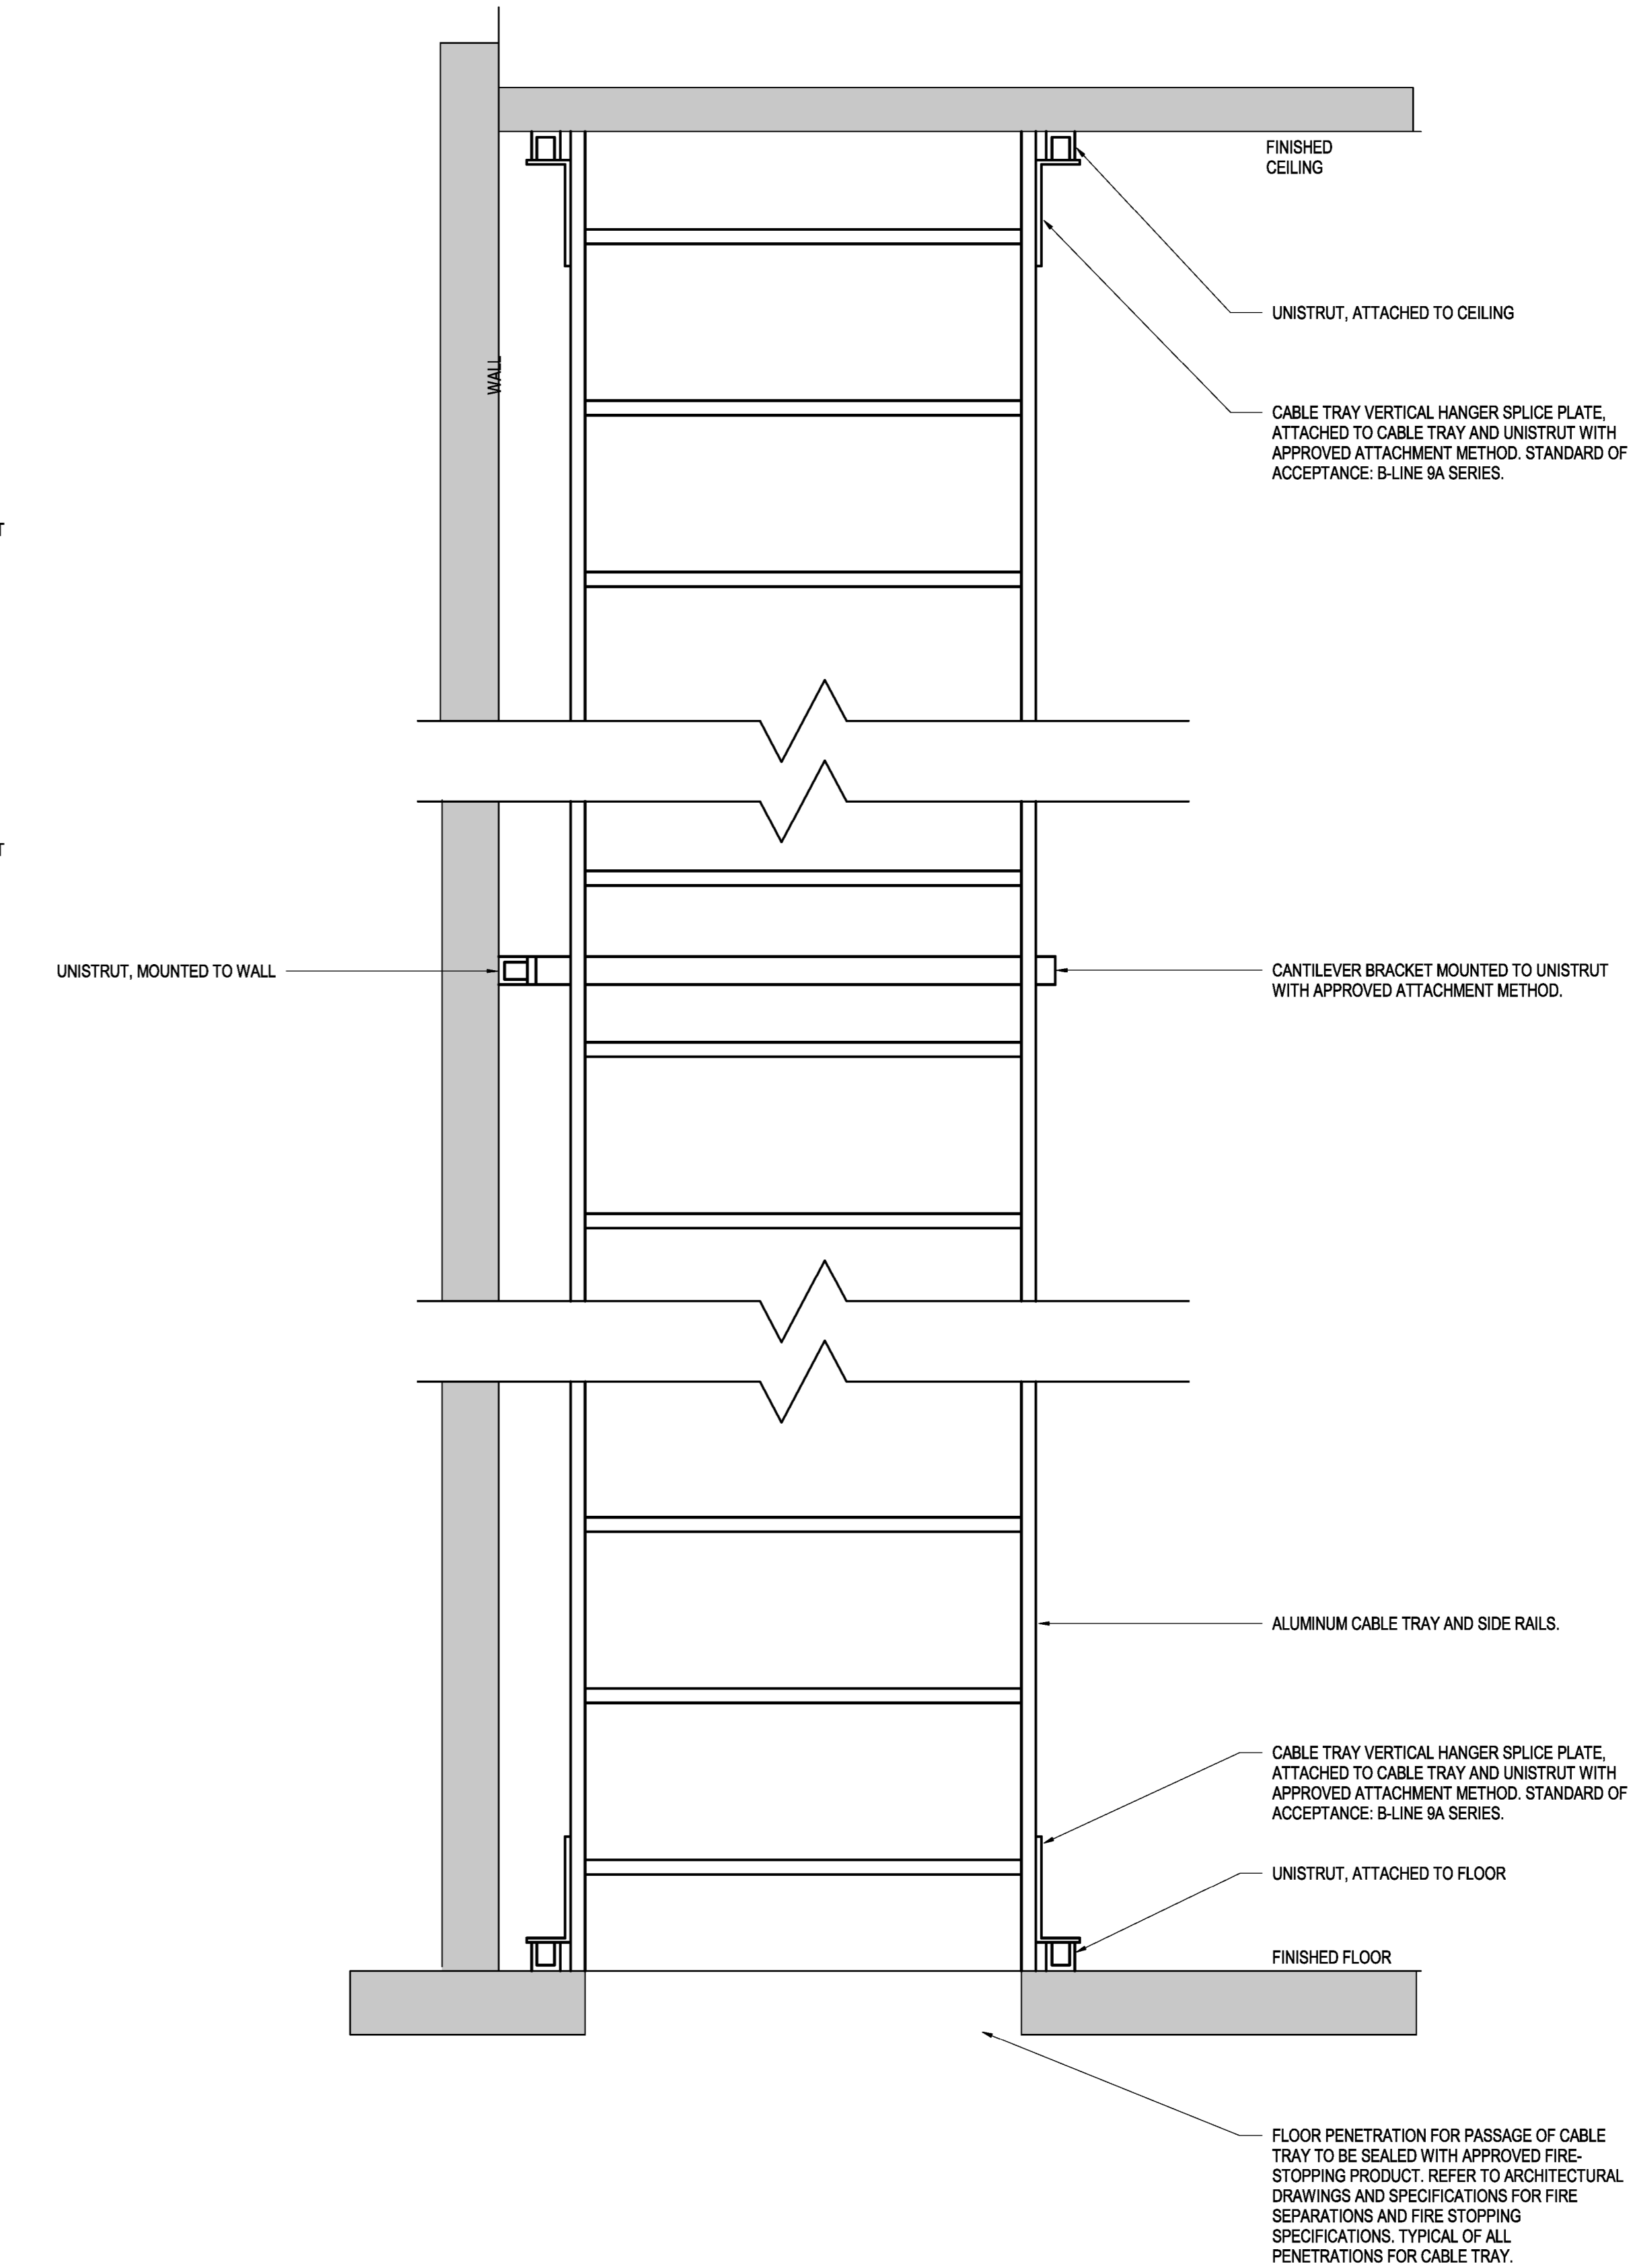 FINISHED
CEILING
UNISTRUT, ATTACHED TO CEILING
WALL
CABLE TRAY VERTICAL HANGER SPLICE PLATE,
ATTACHED TO CABLE TRAY AND UNISTRUT WITH
APPROVED ATTACHMENT METHOD. STANDARD OF
ACCEPTANCE: B-LINE 9A SERIES.
T
T
UNISTRUT, MOUNTED TO WALL
CANTILEVER BRACKET MOUNTED TO UNISTRUT
WITH APPROVED ATTACHMENT METHOD.
ALUMINUM CABLE TRAY AND SIDE RAILS.
CABLE TRAY VERTICAL HANGER SPLICE PLATE,
ATTACHED TO CABLE TRAY AND UNISTRUT WITH
APPROVED ATTACHMENT METHOD. STANDARD OF
ACCEPTANCE: B-LINE 9A SERIES.
UNISTRUT, ATTACHED TO FLOOR
FINISHED FLOOR
FLOOR PENETRATION FOR PASSAGE OF CABLE
TRAY TO BE SEALED WITH APPROVED FIRE-
STOPPING PRODUCT. REFER TO ARCHITECTURAL
DRAWINGS AND SPECIFICATIONS FOR FIRE
SEPARATIONS AND FIRE STOPPING
SPECIFICATIONS. TYPICAL OF ALL
PENETRATIONS FOR CABLE TRAY.